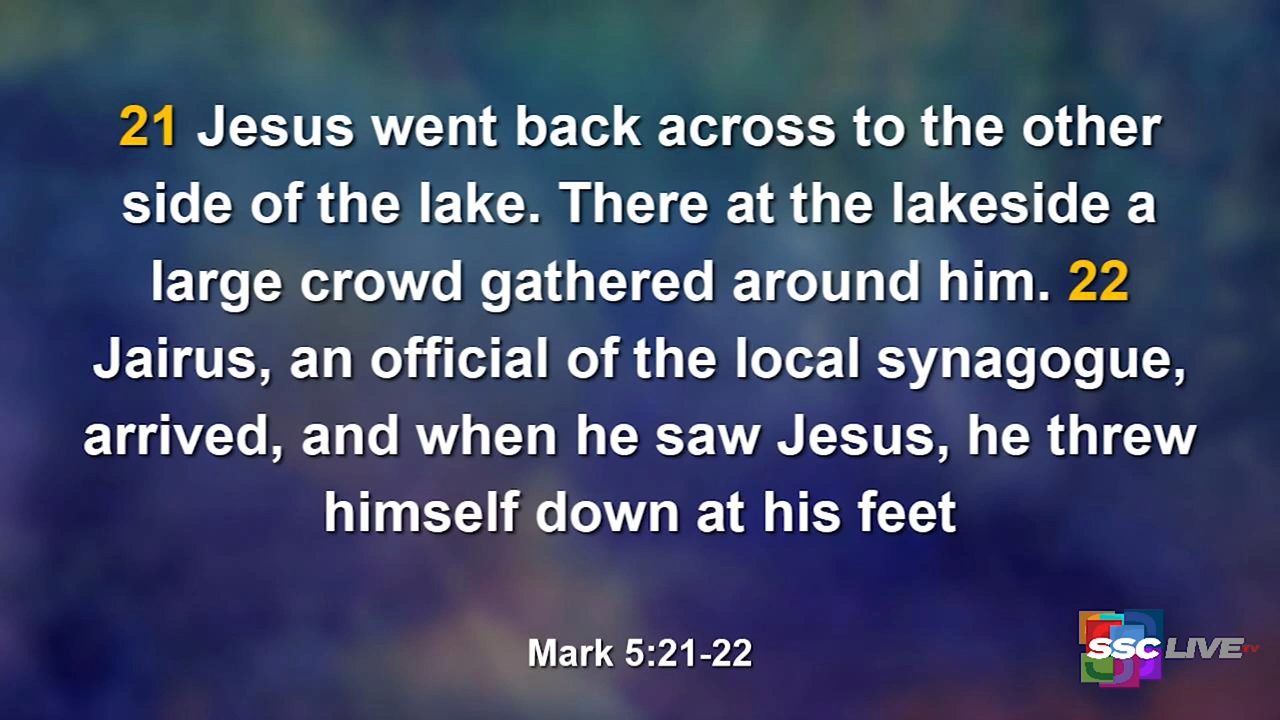 21 Jesus went back across to the other
side of the lake. There at the lakeside a
large crowd gathered around him. 22
Jairus, an official of the local synagogue,
arrived, and when he saw Jesus, he threw
himself down at his feet
Mark 5:21-22
SSC LIVE TV